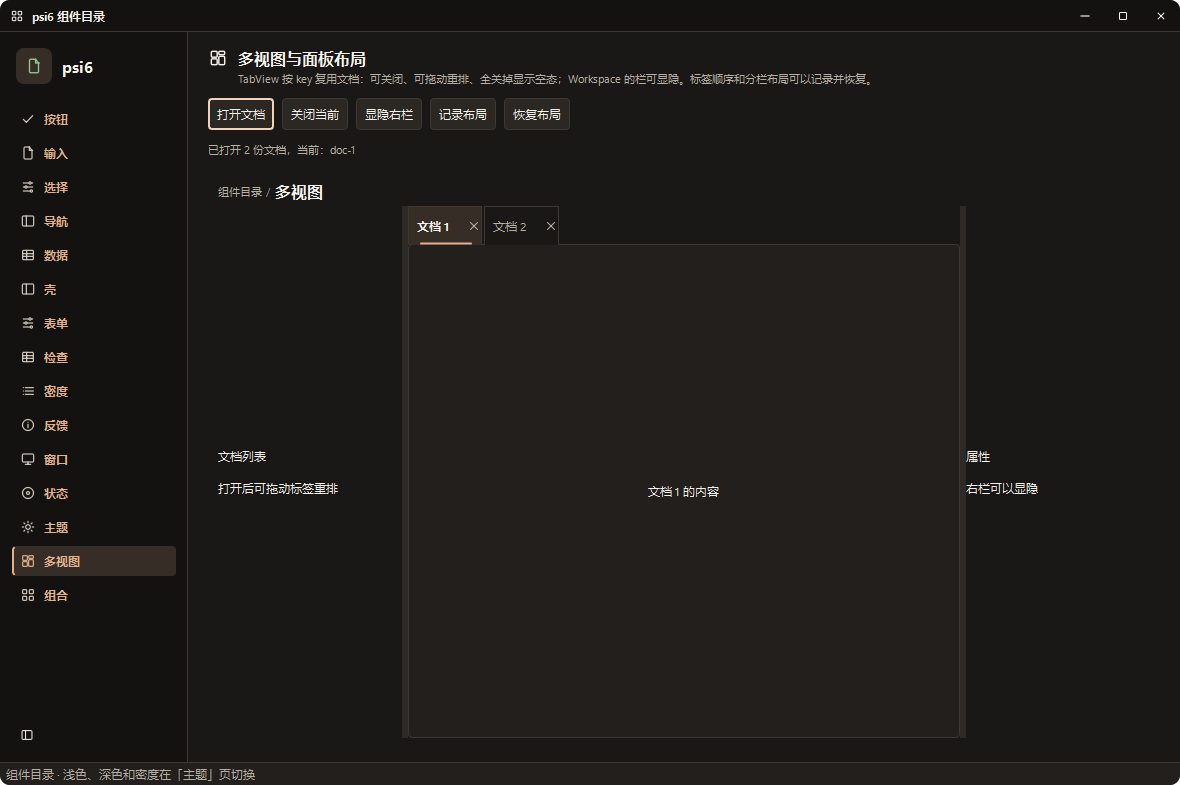 psi6 组件目录
psi6
按钮
输入
选择
导航
数据
壳
表单
检查
密度
反馈
窗口
状态
主题
多视图
组合
多视图与面板布局
TabView 按 key 复用文档：可关闭、可拖动重排、全关掉显示空态；Workspace 的栏可显隐。标签顺序和分栏布局可以记录并恢复。
打开文档 关闭当前 显隐右栏 记录布局 恢复布局
已打开 2 份文档，当前：doc-1
组件目录 / 多视图
文档 1 文档 2
文档列表
打开后可拖动标签重排
文档 1 的内容
属性
右栏可以显隐
组件目录 · 浅色、深色和密度在「主题」页切换